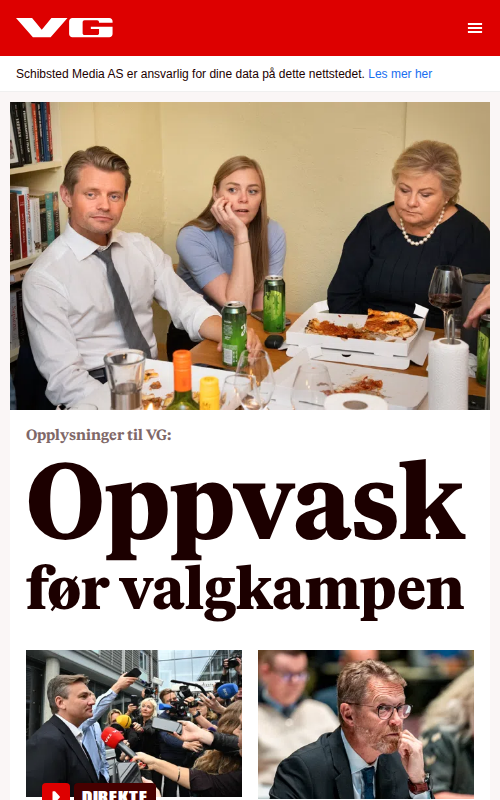 VG
Schibsted Media AS er ansvarlig for dine data på dette nettstedet. Les mer her
Opplysninger til VG:
Oppvask
før valgkampen
DIREKTE